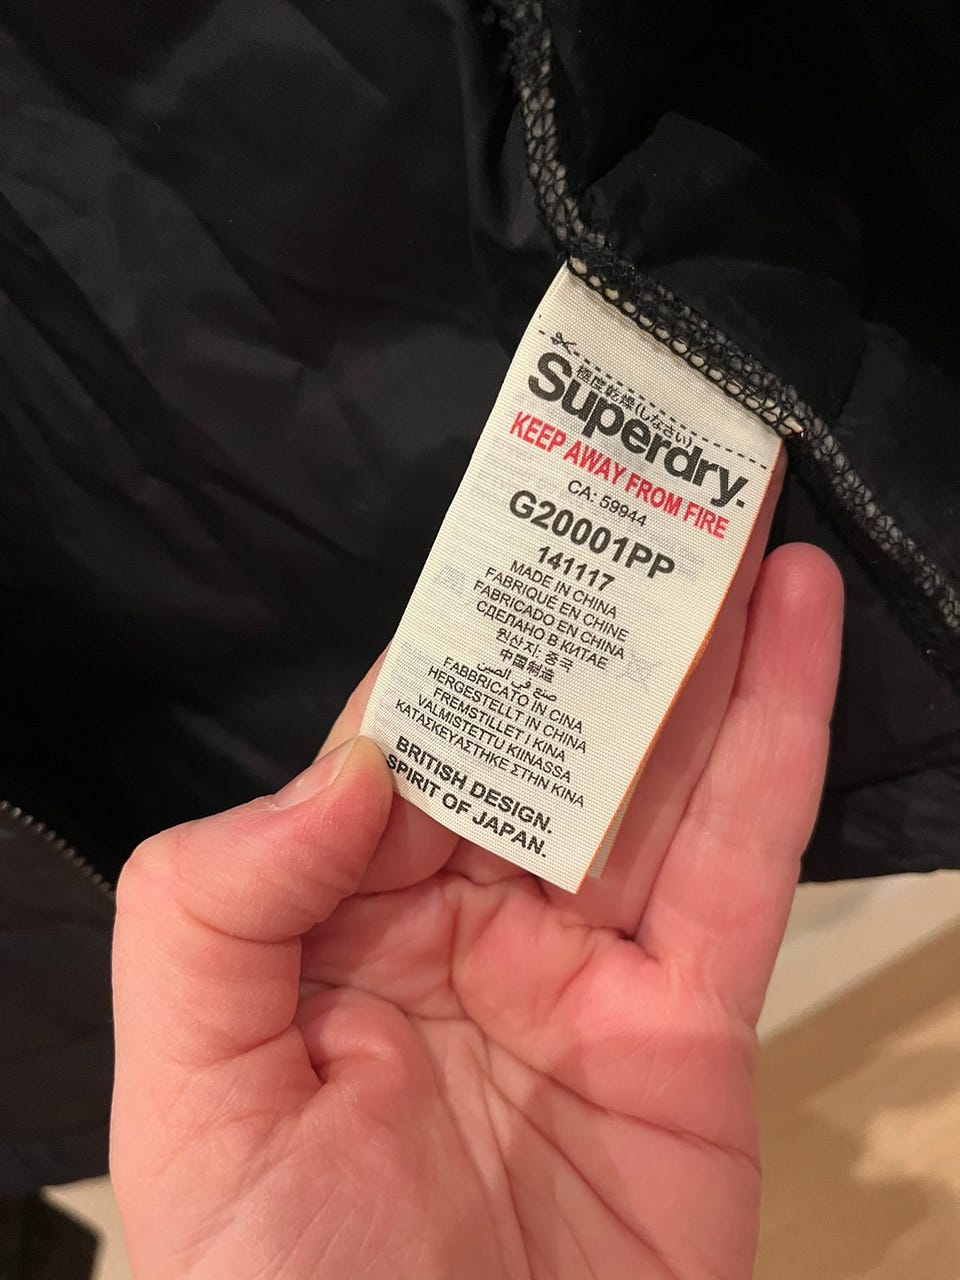 極度乾燥(しなさい)
Superdry.
KEEP AWAY FROM FIRE
CA: 59944
G20001PP
141117
MADE IN CHINA
FABRIQUÉ EN CHINE
FABRICADO EN CHINA
СДЕЛАНО В КИТАЕ
원산지: 중국
中国制造
صنع في الصين
FABBRICATO IN CINA
HERGESTELLT IN CHINA
FREMSTILLET I KINA
VALMISTETTU KIINASSA
ΚΑΤΑΣΚΕΥΑΣΤΗΚΕ ΣΤΗΝ ΚΙΝΑ
BRITISH DESIGN.
SPIRIT OF JAPAN.